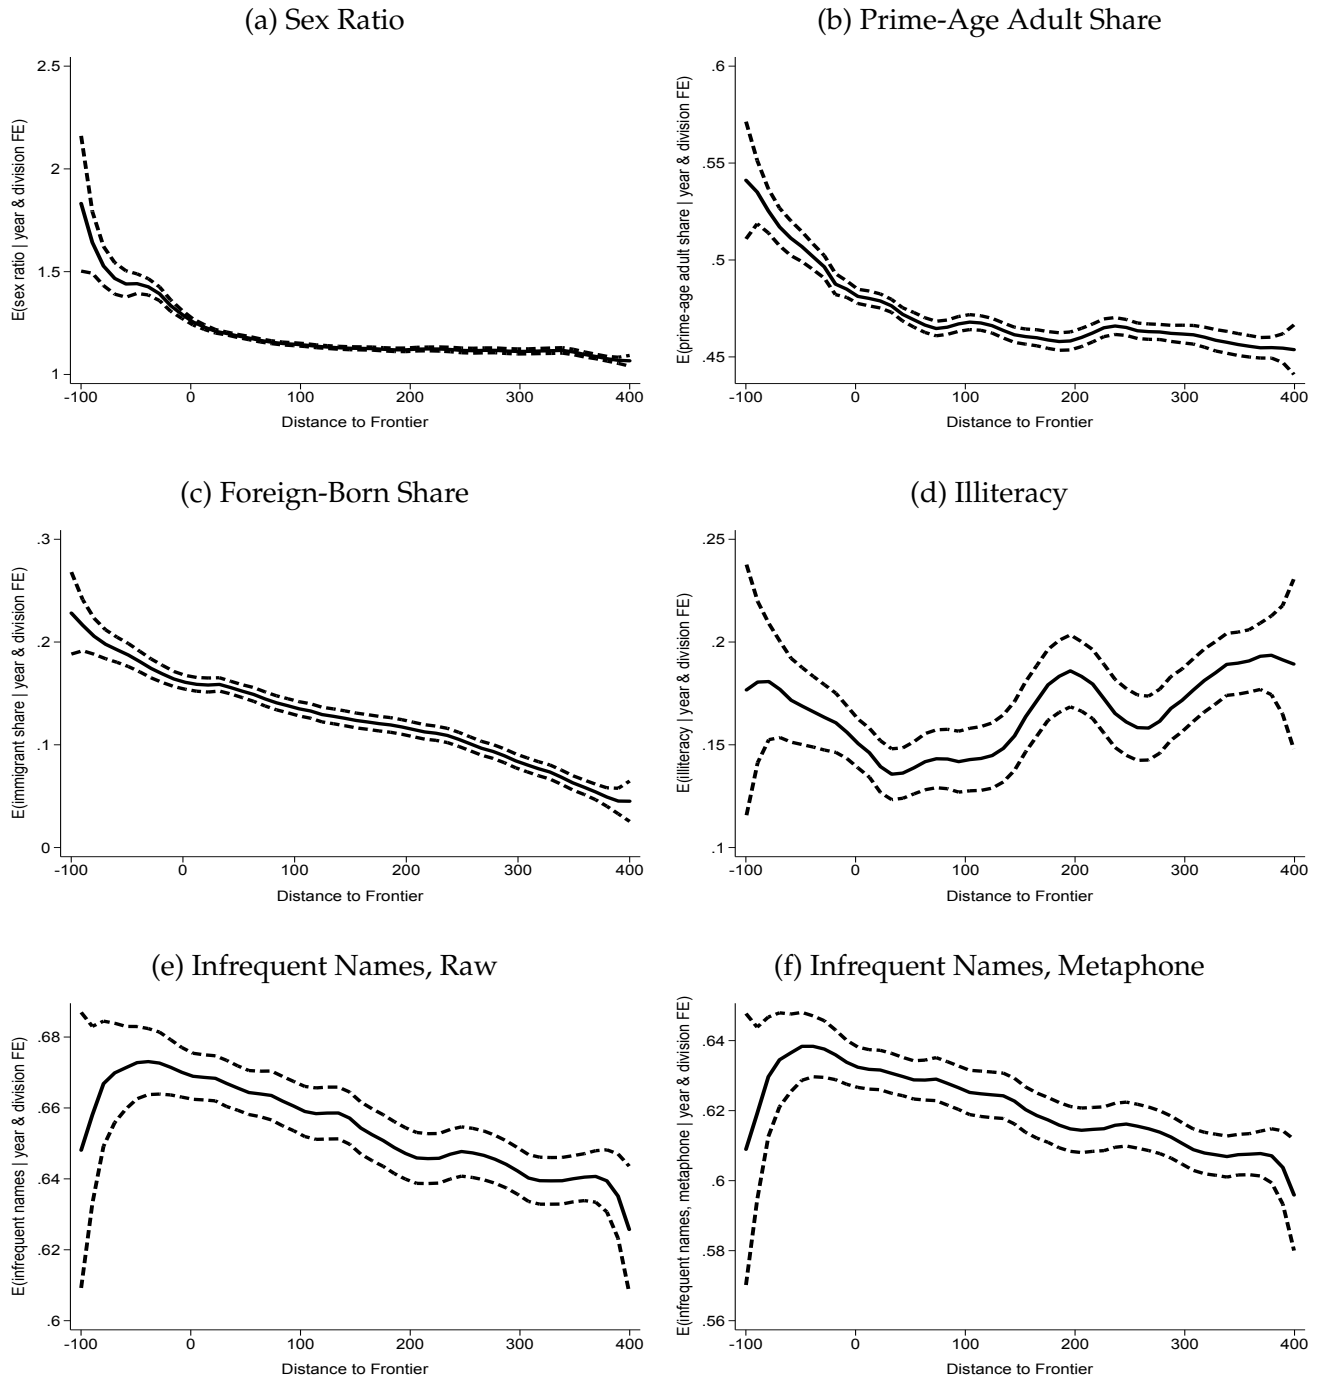 (a) Sex Ratio
E(sex ratio | year & division FE)
2.5
2
1.5
1
-100 0 100 200 300 400
Distance to Frontier
(b) Prime-Age Adult Share
E(prime-age adult share | year & division FE)
.6
.55
.5
.45
-100 0 100 200 300 400
Distance to Frontier
(c) Foreign-Born Share
E(immigrant share | year & division FE)
.3
.2
.1
0
-100 0 100 200 300 400
Distance to Frontier
(d) Illiteracy
E(illiteracy | year & division FE)
.25
.2
.15
.1
-100 0 100 200 300 400
Distance to Frontier
(e) Infrequent Names, Raw
E(infrequent names | year & division FE)
.68
.66
.64
.62
.6
-100 0 100 200 300 400
Distance to Frontier
(f) Infrequent Names, Metaphone
E(infrequent names, metaphone | year & division FE)
.64
.62
.6
.58
.56
-100 0 100 200 300 400
Distance to Frontier